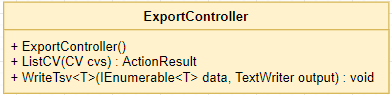 ExportController
+ ExportController()
+ ListCV(CV cvs) : ActionResult
+ WriteTsv<T>(IEnumerable<T> data, TextWriter output) : void